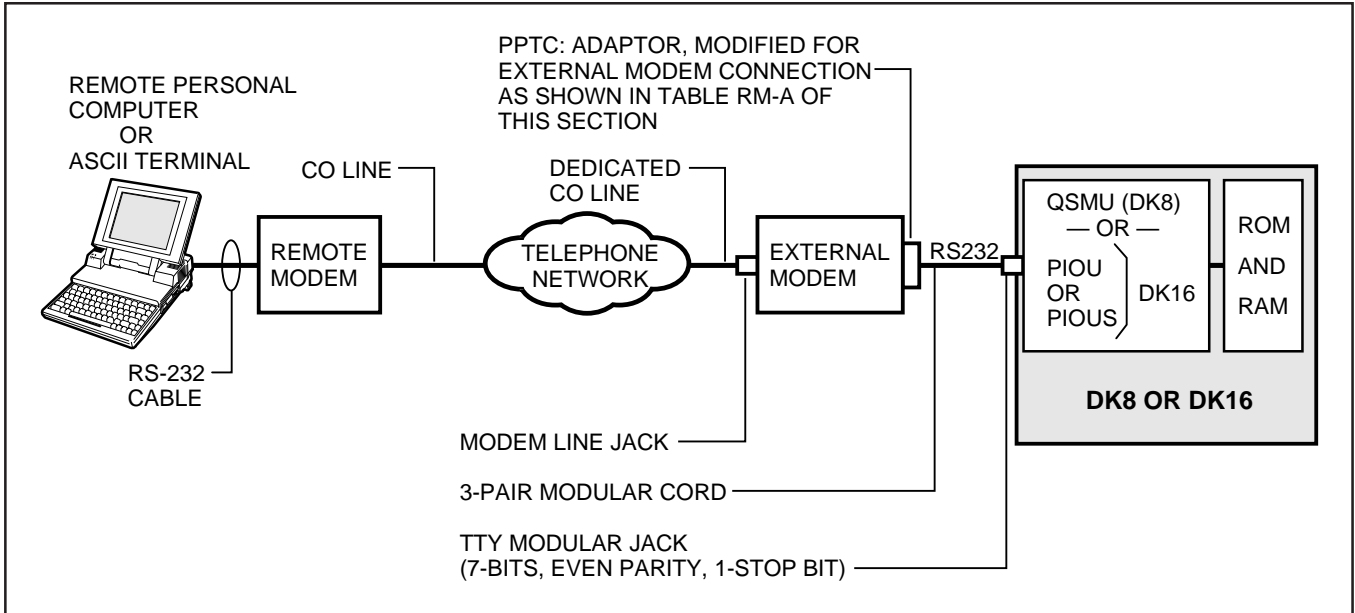 PPTC: ADAPTOR, MODIFIED FOR
EXTERNAL MODEM CONNECTION
AS SHOWN IN TABLE RM-A OF
THIS SECTION
REMOTE PERSONAL
COMPUTER
OR
ASCII TERMINAL
CO LINE
DEDICATED
CO LINE
REMOTE
MODEM
TELEPHONE
NETWORK
EXTERNAL
MODEM
RS232
QSMU (DK8)
— OR —
PIOU
OR
PIOUS
DK16
ROM
AND
RAM
DK8 OR DK16
RS-232
CABLE
MODEM LINE JACK
3-PAIR MODULAR CORD
TTY MODULAR JACK
(7-BITS, EVEN PARITY, 1-STOP BIT)